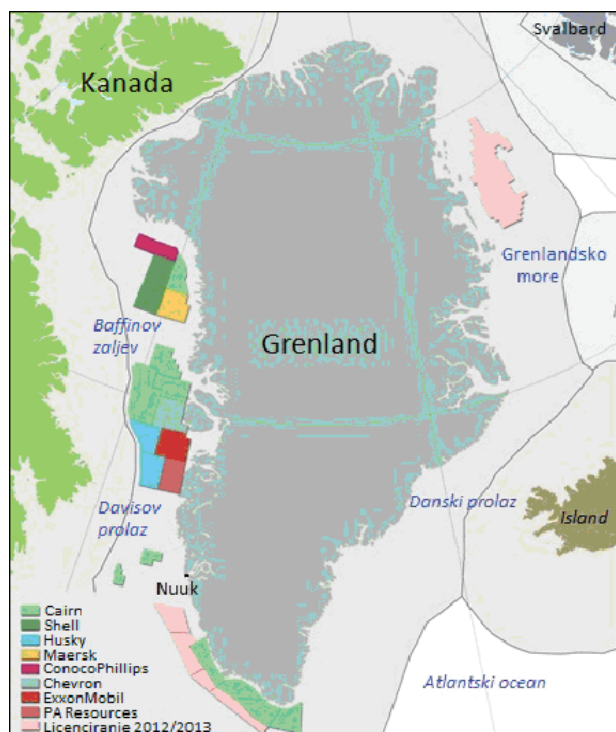 Svalbard
Kanada
Grenlandsko
more
Baffinov
zaljev
Grenland
Davisov
prolaz
Danski prolaz
Island
Nuuk
Cairn
Shell
Husky
Maersk
ConocoPhillips
Chevron
ExxonMobil
PA Resources
Licenciranje 2012/2013
Atlantski ocean